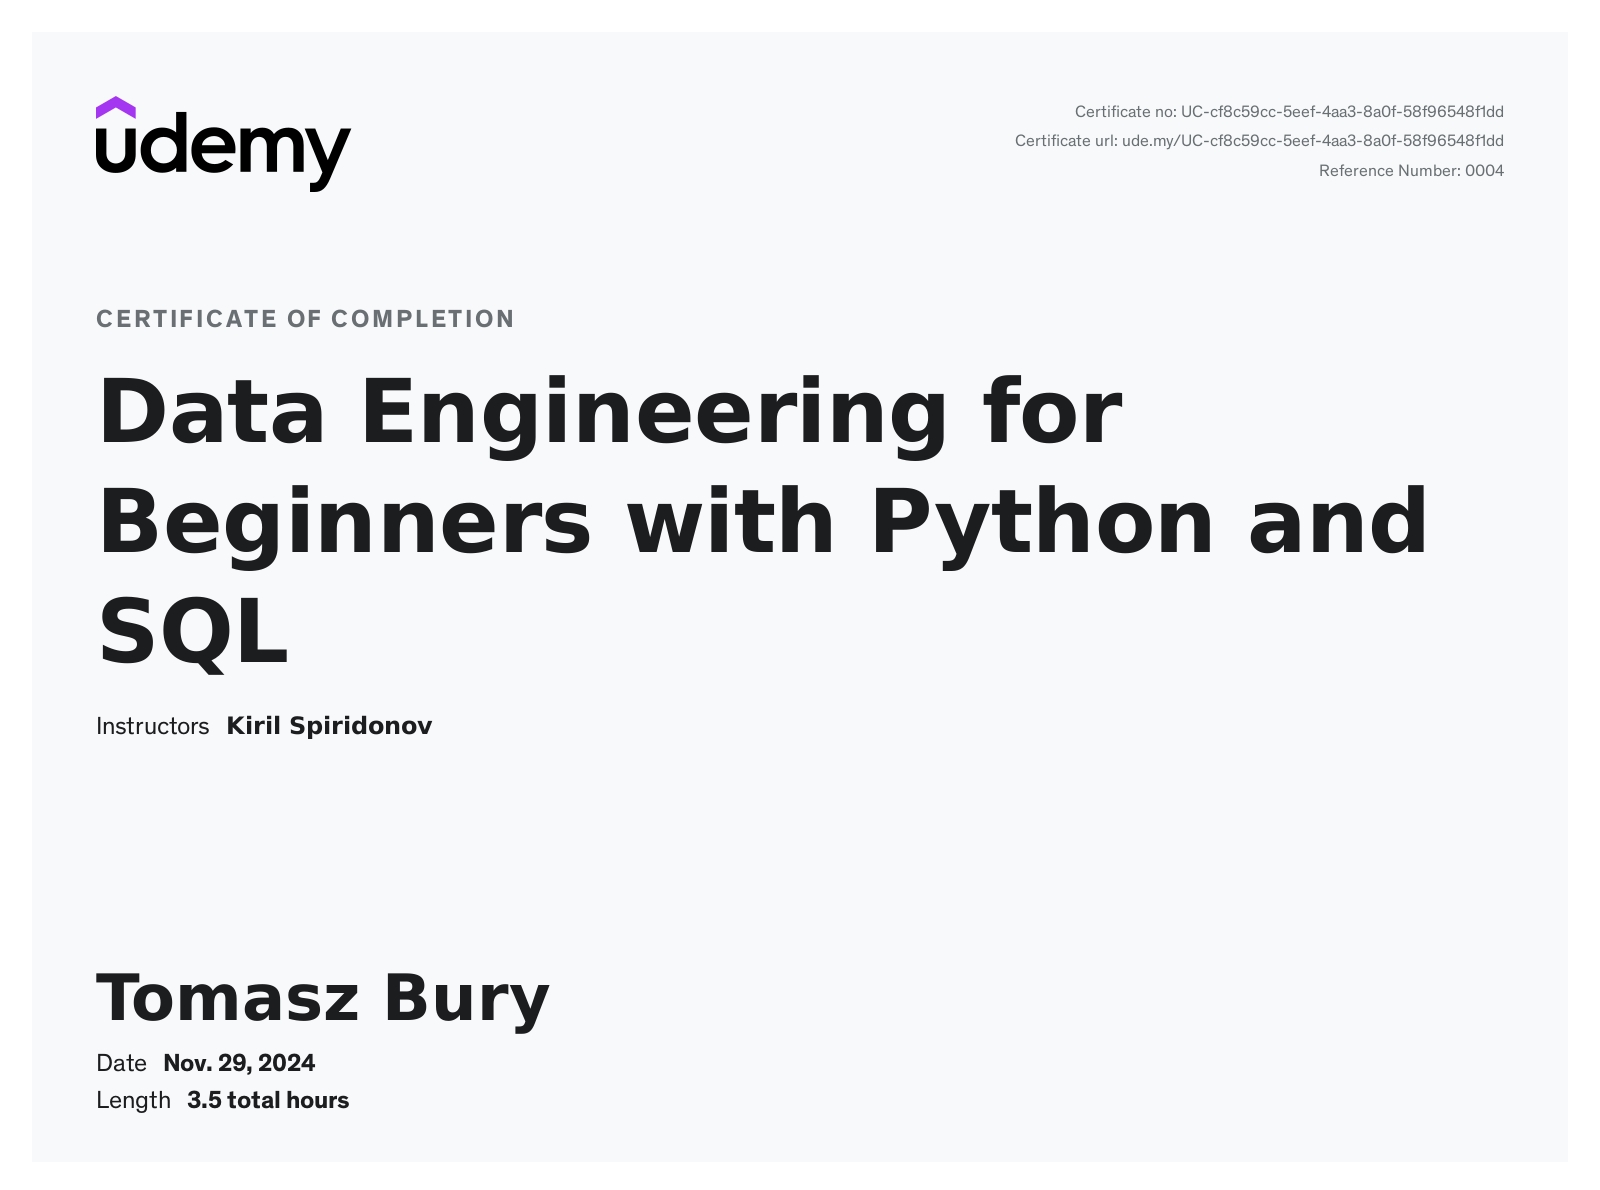 udemy
Certificate no: UC-cf8c59cc-5eef-4aa3-8a0f-58f96548f1dd
Certificate url: ude.my/UC-cf8c59cc-5eef-4aa3-8a0f-58f96548f1dd
Reference Number: 0004
CERTIFICATE OF COMPLETION
Data Engineering for
Beginners with Python and
SQL
Instructors Kiril Spiridonov
Tomasz Bury
Date Nov. 29, 2024
Length 3.5 total hours